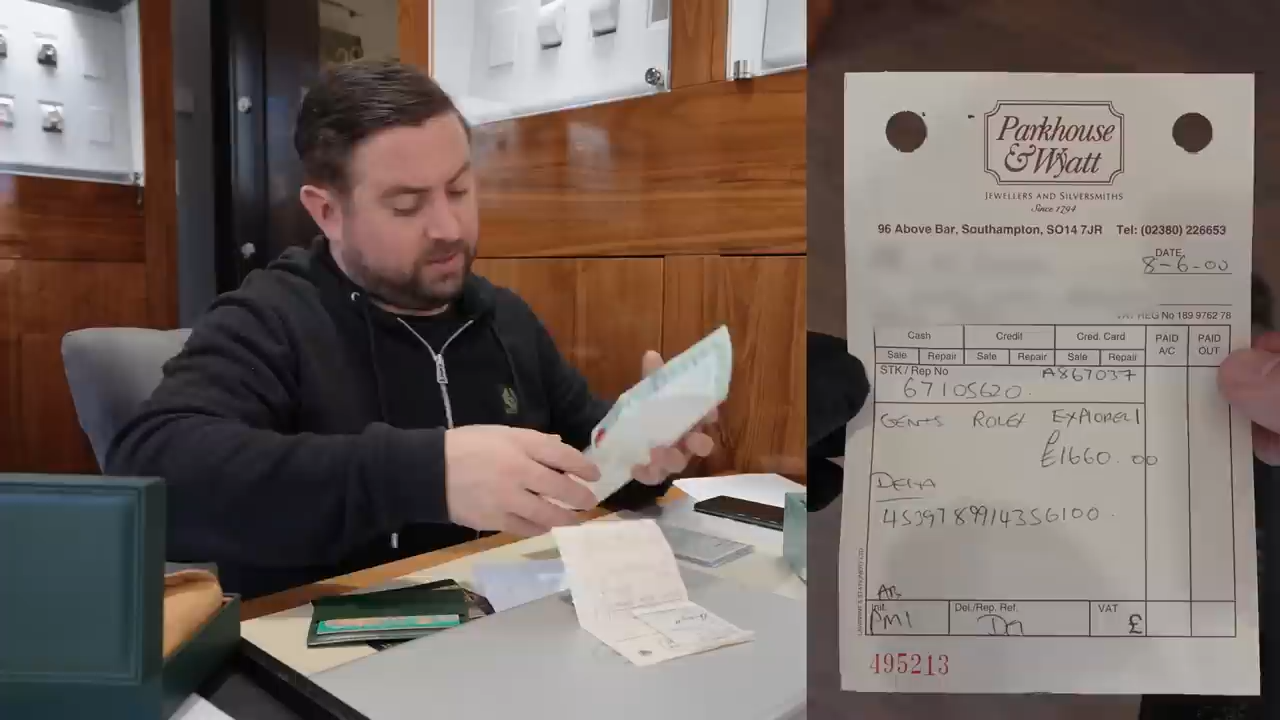 Parkhouse
& Wyatt
JEWELLERS AND SILVERSMITHS
Since 1794
96 Above Bar, Southampton, SO14 7JR Tel: (02380) 226653
DATE
8-6-00
VAT REG No 189 9762 78
Cash Credit Cred. Card PAID A/C PAID OUT
Sale Repair Sale Repair Sale Repair
STK / Rep No A867037
67105620.
GENTS ROLEX EXPLORER 1
£1660.00
DELTA
4539789914356100.
Init. Del./Rep. Ref. VAT £
PM1
495213